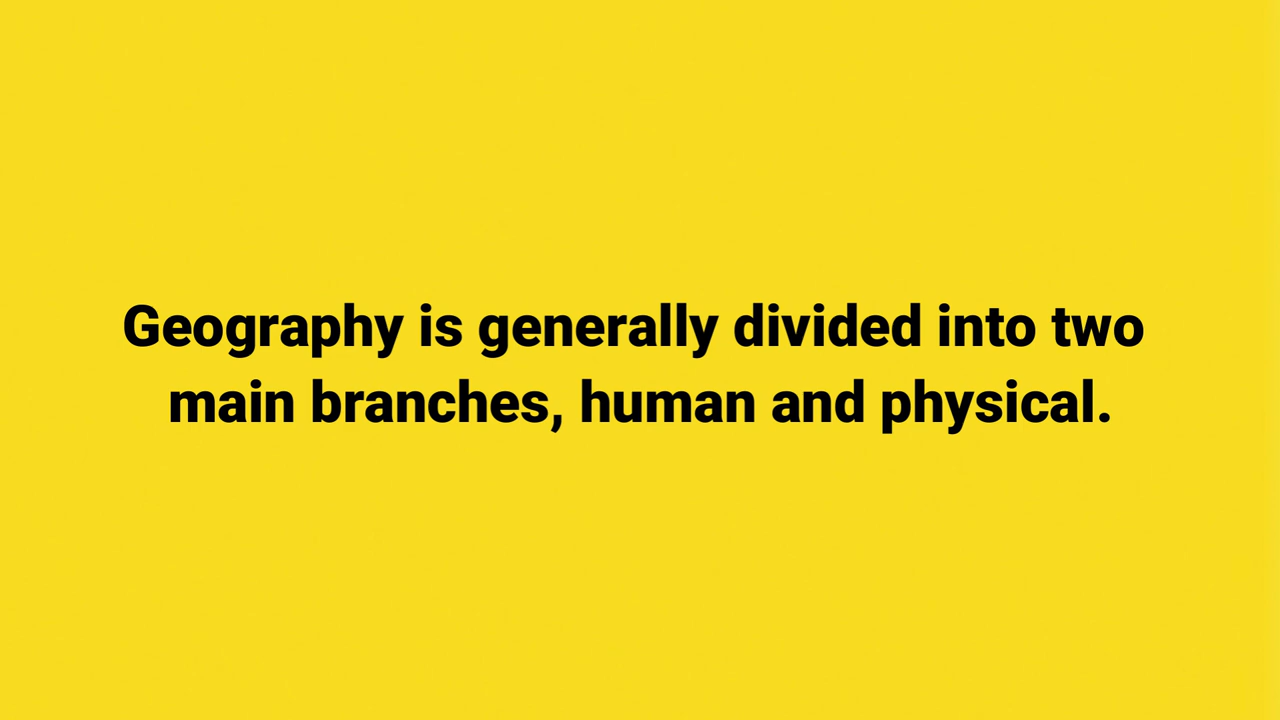 Geography is generally divided into two
main branches, human and physical.